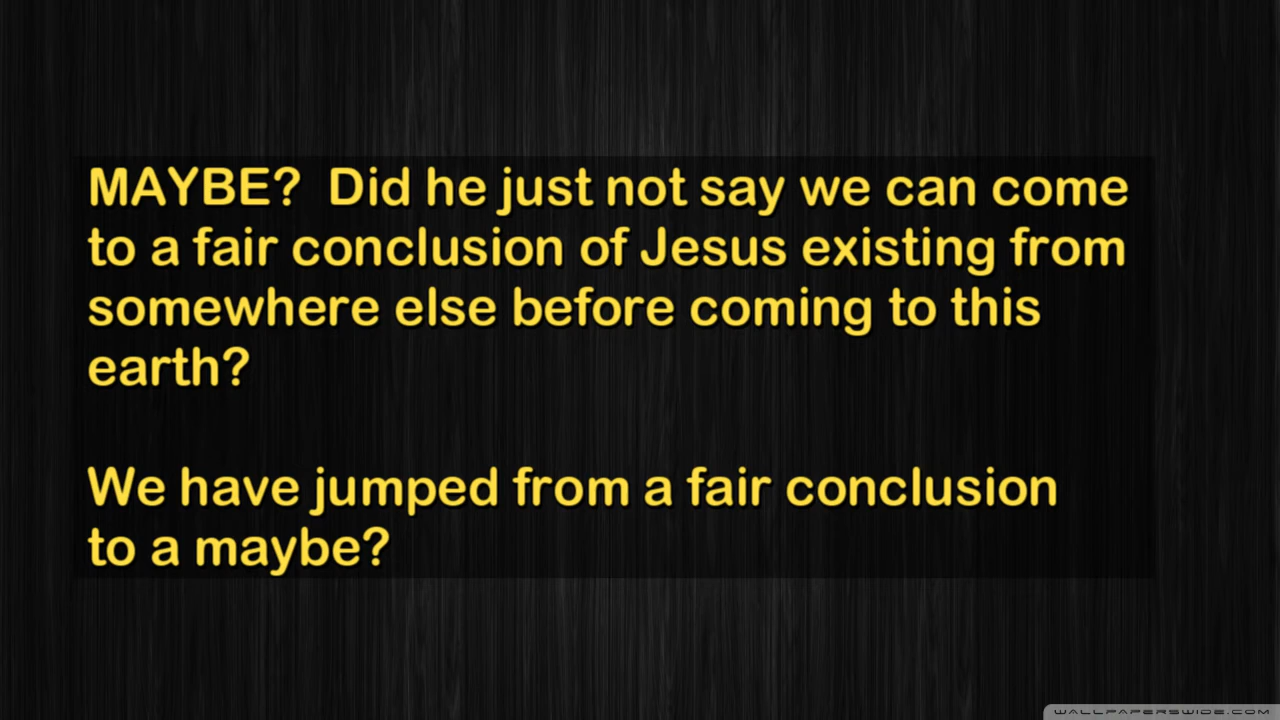 MAYBE?  Did he just not say we can come
to a fair conclusion of Jesus existing from
somewhere else before coming to this
earth?
We have jumped from a fair conclusion
to a maybe?
WALLPAPERSWIDE.COM